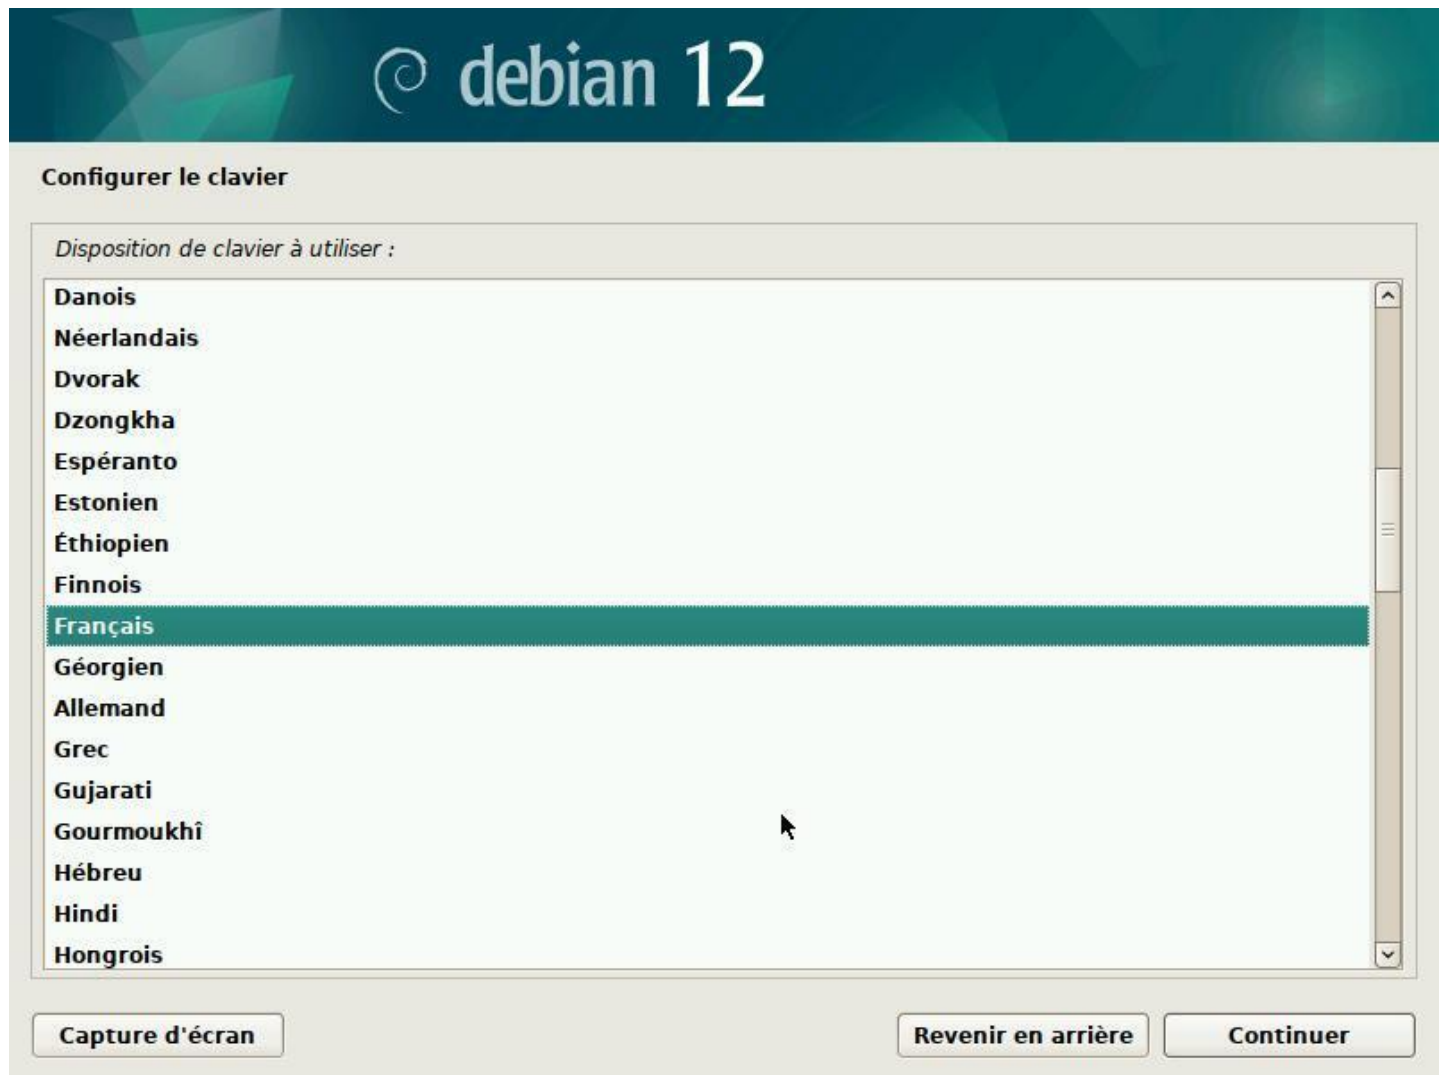 debian 12
Configurer le clavier
Disposition de clavier à utiliser :
Danois
Néerlandais
Dvorak
Dzongkha
Espéranto
Estonien
Éthiopien
Finnois
Français
Géorgien
Allemand
Grec
Gujarati
Gourmoukhî
Hébreu
Hindi
Hongrois
Capture d'écran
Revenir en arrière
Continuer